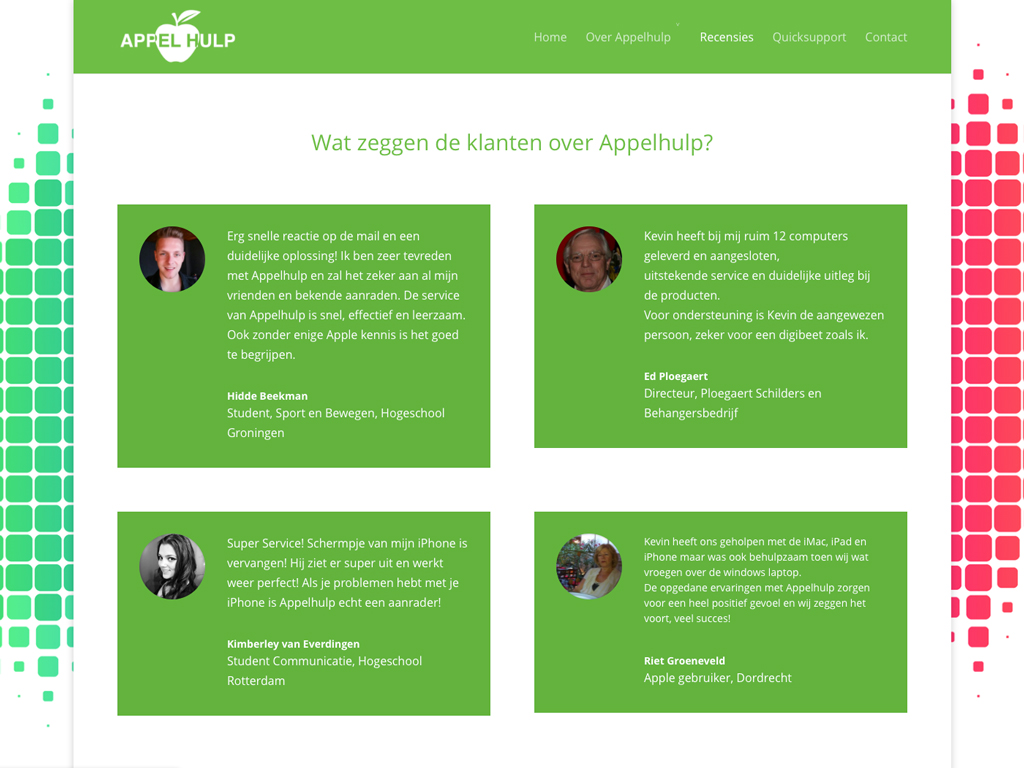 APPEL HULP
Home
Over Appelhulp
Recensies
Quicksupport
Contact
Wat zeggen de klanten over Appelhulp?
Erg snelle reactie op de mail en een
duidelijke oplossing! Ik ben zeer tevreden
met Appelhulp en zal het zeker aan al mijn
vrienden en bekende aanraden. De service
van Appelhulp is snel, effectief en leerzaam.
Ook zonder enige Apple kennis is het goed
te begrijpen.
Hidde Beekman
Student, Sport en Bewegen, Hogeschool
Groningen
Kevin heeft bij mij ruim 12 computers
geleverd en aangesloten,
uitstekende service en duidelijke uitleg bij
de producten.
Voor ondersteuning is Kevin de aangewezen
persoon, zeker voor een digibeet zoals ik.
Ed Ploegaert
Directeur, Ploegaert Schilders en
Behangersbedrijf
Super Service! Schermpje van mijn iPhone is
vervangen! Hij ziet er super uit en werkt
weer perfect! Als je problemen hebt met je
iPhone is Appelhulp echt een aanrader!
Kimberley van Everdingen
Student Communicatie, Hogeschool
Rotterdam
Kevin heeft ons geholpen met de iMac, iPad en
iPhone maar was ook behulpzaam toen wij wat
vroegen over de windows laptop.
De opgedane ervaringen met Appelhulp zorgen
voor een heel positief gevoel en wij zeggen het
voort, veel succes!
Riet Groeneveld
Apple gebruiker, Dordrecht